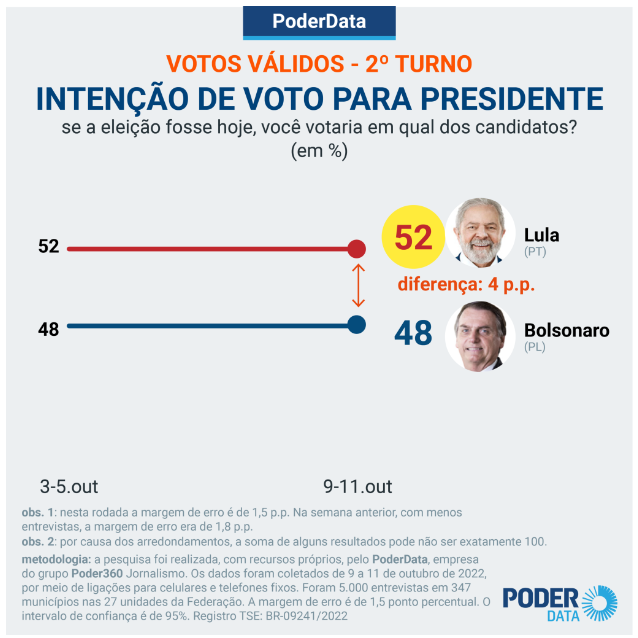 PoderData
VOTOS VÁLIDOS - 2º TURNO
INTENÇÃO DE VOTO PARA PRESIDENTE
se a eleição fosse hoje, você votaria em qual dos candidatos?
(em %)
52
52
Lula
(PT)
diferença: 4 p.p.
48
48
Bolsonaro
(PL)
3-5.out
9-11.out
obs. 1: nesta rodada a margem de erro é de 1,5 p.p. Na semana anterior, com menos
entrevistas, a margem de erro era de 1,8 p.p.
obs. 2: por causa dos arredondamentos, a soma de alguns resultados pode não ser exatamente 100.
metodologia: a pesquisa foi realizada, com recursos próprios, pelo PoderData, empresa
do grupo Poder360 Jornalismo. Os dados foram coletados de 9 a 11 de outubro de 2022,
por meio de ligações para celulares e telefones fixos. Foram 5.000 entrevistas em 347
municípios nas 27 unidades da Federação. A margem de erro é de 1,5 ponto percentual. O
intervalo de confiança é de 95%. Registro TSE: BR-09241/2022
PODER
DATA